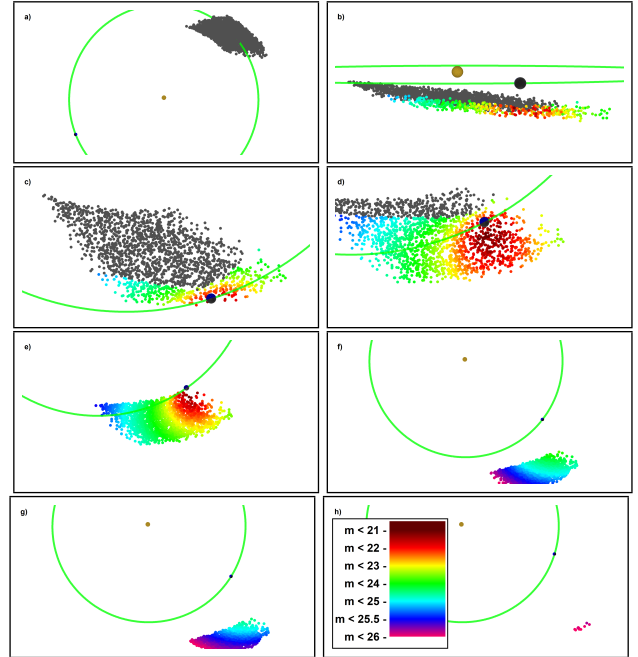 a)
b)
c)
d)
e)
f)
g)
h)
m < 21 -
m < 22 -
m < 23 -
m < 24 -
m < 25 -
m < 25.5 -
m < 26 -